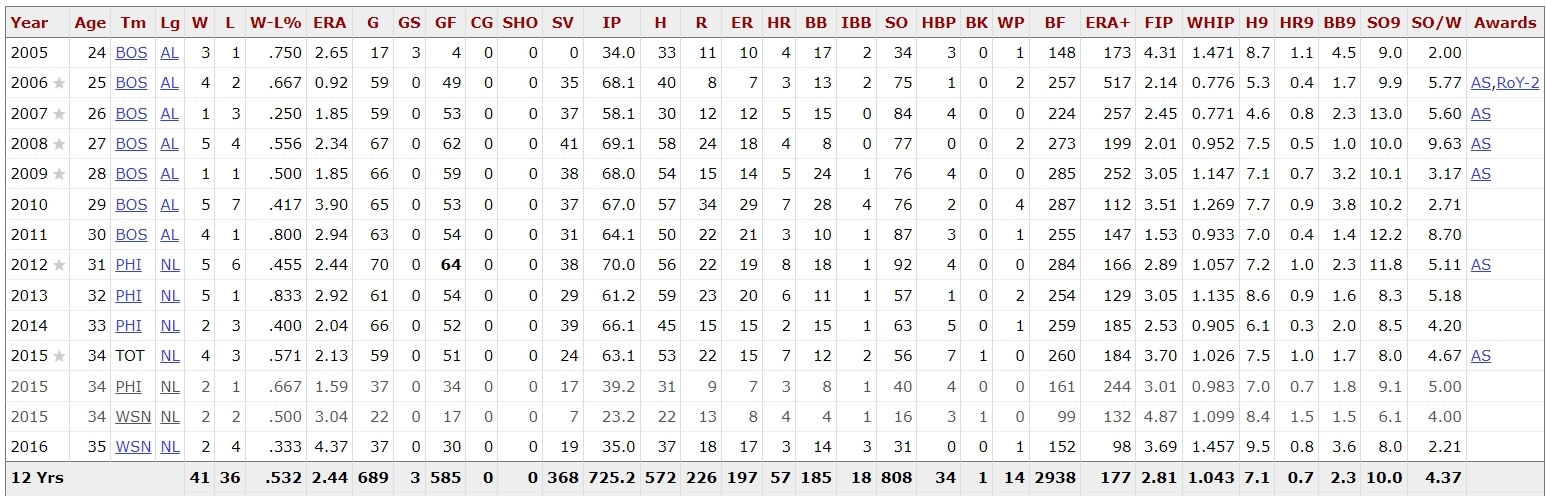 Year Age Tm Lg W L W-L% ERA G GS GF CG SHO SV IP H R ER HR BB IBB SO HBP BK WP BF ERA+ FIP WHIP H9 HR9 BB9 SO9 SO/W Awards
2005 24 BOS AL 3 1 .750 2.65 17 3 4 0 0 0 34.0 33 11 10 4 17 2 34 3 0 1 148 173 4.31 1.471 8.7 1.1 4.5 9.0 2.00
2006 ★ 25 BOS AL 4 2 .667 0.92 59 0 49 0 0 35 68.1 40 8 7 3 13 2 75 1 0 2 257 517 2.14 0.776 5.3 0.4 1.7 9.9 5.77 AS,RoY-2
2007 ★ 26 BOS AL 1 3 .250 1.85 59 0 53 0 0 37 58.1 30 12 12 5 15 0 84 4 0 0 224 257 2.45 0.771 4.6 0.8 2.3 13.0 5.60 AS
2008 ★ 27 BOS AL 5 4 .556 2.34 67 0 62 0 0 41 69.1 58 24 18 4 8 0 77 0 0 2 273 199 2.01 0.952 7.5 0.5 1.0 10.0 9.63 AS
2009 ★ 28 BOS AL 1 1 .500 1.85 66 0 59 0 0 38 68.0 54 15 14 5 24 1 76 4 0 0 285 252 3.05 1.147 7.1 0.7 3.2 10.1 3.17 AS
2010 29 BOS AL 5 7 .417 3.90 65 0 53 0 0 37 67.0 57 34 29 7 28 4 76 2 0 4 287 112 3.51 1.269 7.7 0.9 3.8 10.2 2.71
2011 30 BOS AL 4 1 .800 2.94 63 0 54 0 0 31 64.1 50 22 21 3 10 1 87 3 0 1 255 147 1.53 0.933 7.0 0.4 1.4 12.2 8.70
2012 ★ 31 PHI NL 5 6 .455 2.44 70 0 64 0 0 38 70.0 56 22 19 8 18 1 92 4 0 0 284 166 2.89 1.057 7.2 1.0 2.3 11.8 5.11 AS
2013 32 PHI NL 5 1 .833 2.92 61 0 54 0 0 29 61.2 59 23 20 6 11 1 57 1 0 2 254 129 3.05 1.135 8.6 0.9 1.6 8.3 5.18
2014 33 PHI NL 2 3 .400 2.04 66 0 52 0 0 39 66.1 45 15 15 2 15 1 63 5 0 1 259 185 2.53 0.905 6.1 0.3 2.0 8.5 4.20
2015 ★ 34 TOT NL 4 3 .571 2.13 59 0 51 0 0 24 63.1 53 22 15 7 12 2 56 7 1 0 260 184 3.70 1.026 7.5 1.0 1.7 8.0 4.67 AS
2015 34 PHI NL 2 1 .667 1.59 37 0 34 0 0 17 39.2 31 9 7 3 8 1 40 4 0 0 161 244 3.01 0.983 7.0 0.7 1.8 9.1 5.00
2015 34 WSN NL 2 2 .500 3.04 22 0 17 0 0 7 23.2 22 13 8 4 4 1 16 3 1 0 99 132 4.87 1.099 8.4 1.5 1.5 6.1 4.00
2016 35 WSN NL 2 4 .333 4.37 37 0 30 0 0 19 35.0 37 18 17 3 14 3 31 0 0 1 152 98 3.69 1.457 9.5 0.8 3.6 8.0 2.21
12 Yrs 41 36 .532 2.44 689 3 585 0 0 368 725.2 572 226 197 57 185 18 808 34 1 14 2938 177 2.81 1.043 7.1 0.7 2.3 10.0 4.37